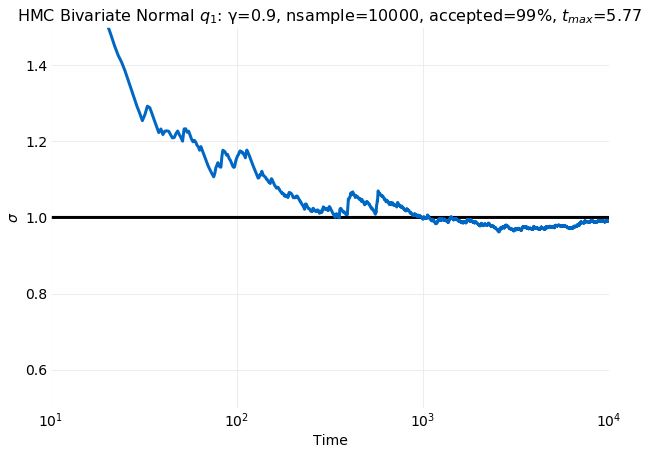 HMC Bivariate Normal q₁: γ=0.9, nsample=10000, accepted=99%, tₘₐₓ=5.77
σ
1.4
1.2
1.0
0.8
0.6
10¹ 10² 10³ 10⁴
Time